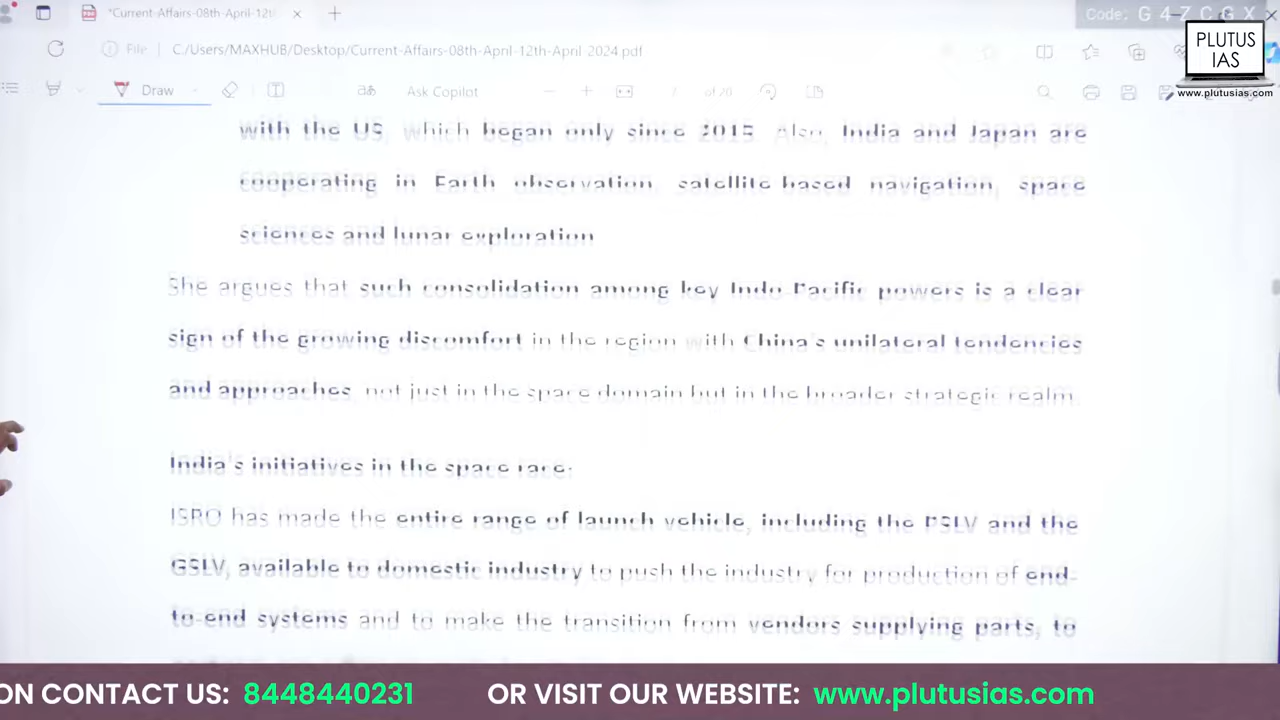 *Current-Affairs-08th-April-12th
Code: G 4 Z C G X
File C:/Users/MAXHUB/Desktop/Current-Affairs-08th-April-12th-April-2024.pdf
PLUTUS
IAS
www.plutusias.com
Draw
Ask Copilot
7 of 20
with the US, which began only since 2015. Also, India and Japan are
cooperating in Earth observation, satellite-based navigation, space
sciences and lunar exploration
She argues that such consolidation among key Indo-Pacific powers is a clear
sign of the growing discomfort in the region with China's unilateral tendencies
and approaches, not just in the space domain but in the broader strategic realm.
India's initiatives in the space race:
ISRO has made the entire range of launch vehicle, including the PSLV and the
GSLV, available to domestic industry to push the industry for production of end-
to-end systems and to make the transition from vendors supplying parts, to
ON CONTACT US: 8448440231 OR VISIT OUR WEBSITE: www.plutusias.com